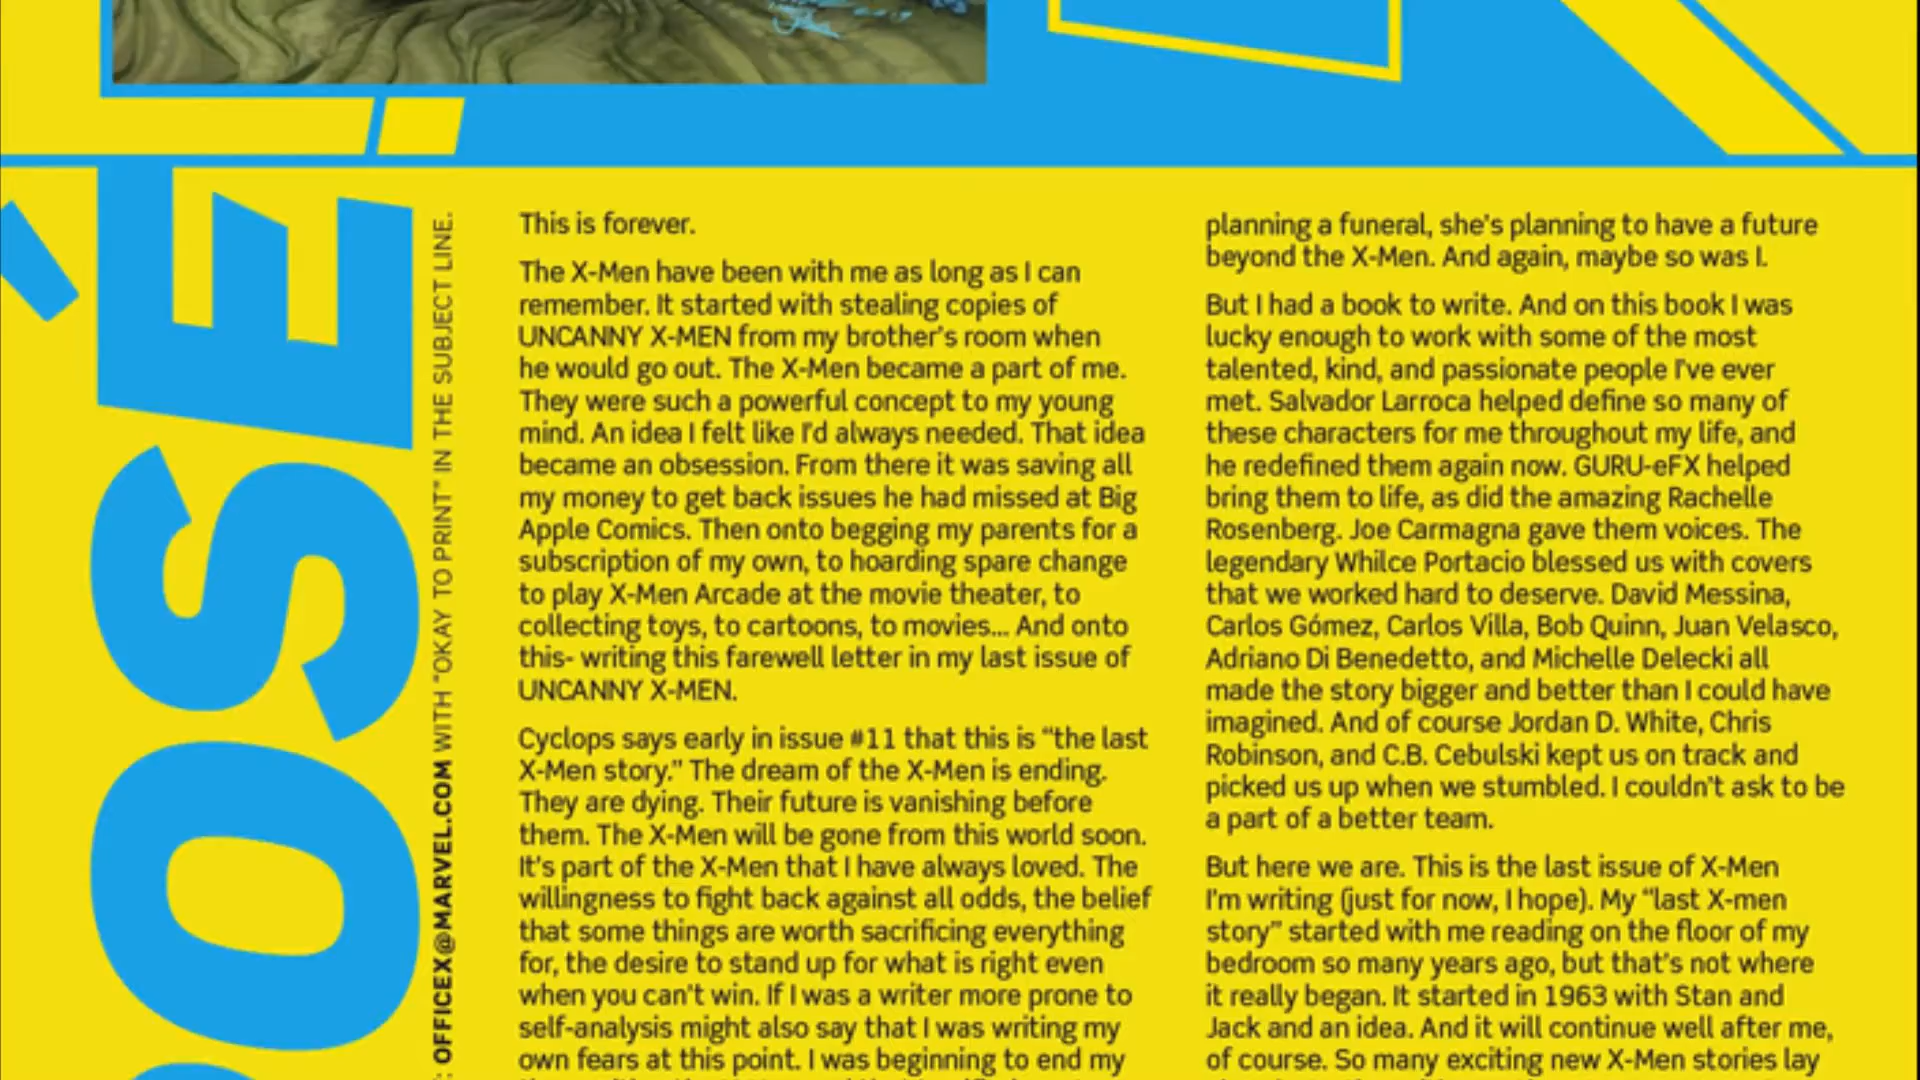 OSÉ
: OFFICEX@MARVEL.COM WITH "OKAY TO PRINT" IN THE SUBJECT LINE.
This is forever.
The X-Men have been with me as long as I can
remember. It started with stealing copies of
UNCANNY X-MEN from my brother's room when
he would go out. The X-Men became a part of me.
They were such a powerful concept to my young
mind. An idea I felt like I'd always needed. That idea
became an obsession. From there it was saving all
my money to get back issues he had missed at Big
Apple Comics. Then onto begging my parents for a
subscription of my own, to hoarding spare change
to play X-Men Arcade at the movie theater, to
collecting toys, to cartoons, to movies... And onto
this- writing this farewell letter in my last issue of
UNCANNY X-MEN.
Cyclops says early in issue #11 that this is “the last
X-Men story.” The dream of the X-Men is ending.
They are dying. Their future is vanishing before
them. The X-Men will be gone from this world soon.
It's part of the X-Men that I have always loved. The
willingness to fight back against all odds, the belief
that some things are worth sacrificing everything
for, the desire to stand up for what is right even
when you can't win. If I was a writer more prone to
self-analysis might also say that I was writing my
own fears at this point. I was beginning to end my
planning a funeral, she's planning to have a future
beyond the X-Men. And again, maybe so was I.
But I had a book to write. And on this book I was
lucky enough to work with some of the most
talented, kind, and passionate people I've ever
met. Salvador Larroca helped define so many of
these characters for me throughout my life, and
he redefined them again now. GURU-eFX helped
bring them to life, as did the amazing Rachelle
Rosenberg. Joe Carmagna gave them voices. The
legendary Whilce Portacio blessed us with covers
that we worked hard to deserve. David Messina,
Carlos Gómez, Carlos Villa, Bob Quinn, Juan Velasco,
Adriano Di Benedetto, and Michelle Delecki all
made the story bigger and better than I could have
imagined. And of course Jordan D. White, Chris
Robinson, and C.B. Cebulski kept us on track and
picked us up when we stumbled. I couldn't ask to be
a part of a better team.
But here we are. This is the last issue of X-Men
I'm writing (just for now, I hope). My “last X-men
story” started with me reading on the floor of my
bedroom so many years ago, but that's not where
it really began. It started in 1963 with Stan and
Jack and an idea. And it will continue well after me,
of course. So many exciting new X-Men stories lay